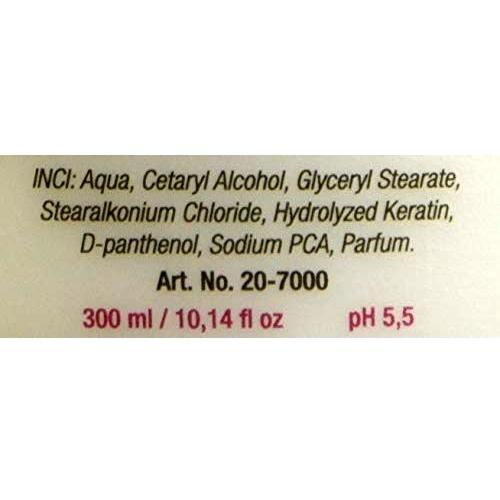 INCI: Aqua, Cetaryl Alcohol, Glyceryl Stearate,
Stearalkonium Chloride, Hydrolyzed Keratin,
D-panthenol, Sodium PCA, Parfum.
Art. No. 20-7000
300 ml / 10,14 fl oz pH 5,5